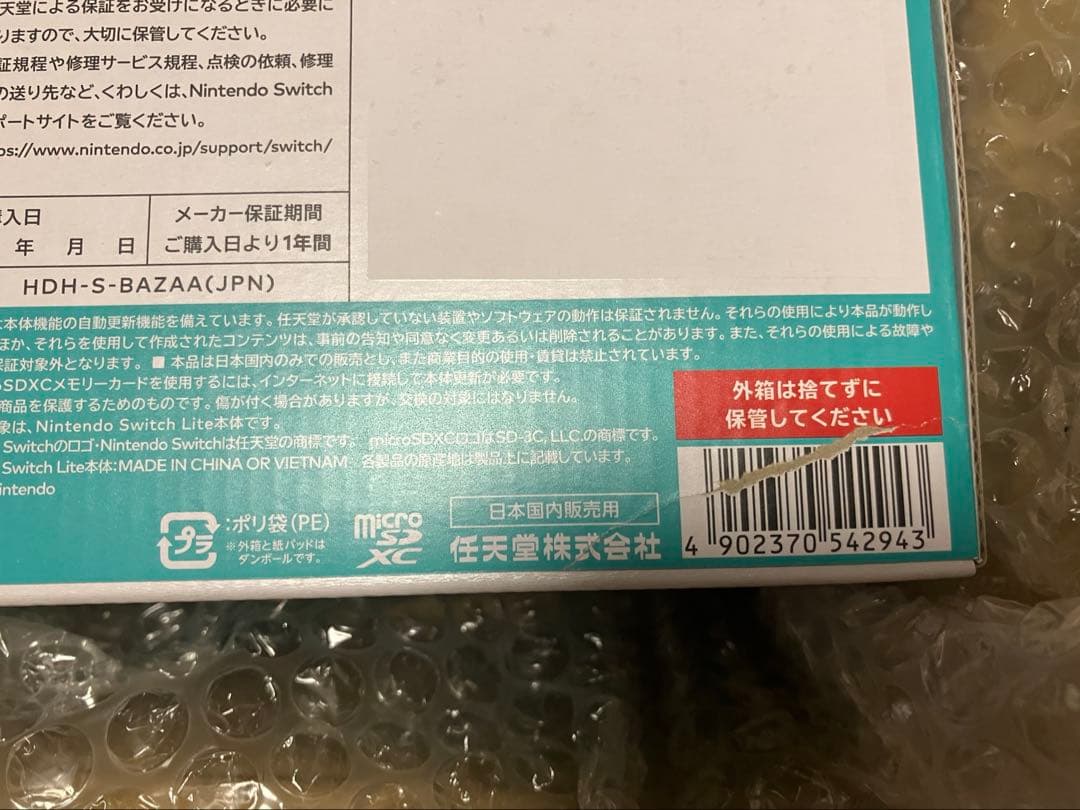 天堂による保証をお受けになるときに必要に
りますので、大切に保管してください。
証規程や修理サービス規程、点検の依頼、修理
の送り先など、くわしくは、Nintendo Switch
ポートサイトをご覧ください。
ps://www.nintendo.co.jp/support/switch/
購入日
年 月 日
メーカー保証期間
ご購入日より1年間
HDH-S-BAZAA(JPN)
な本体機能の自動更新機能を備えています。任天堂が承認していない装置やソフトウェアの動作は保証されません。それらの使用により本品が動作し
ほか、それらを使用して作成されたコンテンツは、事前の告知や同意なく変更あるいは削除されることがあります。また、それらの使用による故障や
保証対象外となります。 ■ 本品は日本国内のみでの販売とし、また商業目的の使用・賃貸は禁止されています。
oSDXCメモリーカードを使用するには、インターネットに接続して本体更新が必要です。
商品を保護するためのものです。傷が付く場合がありますが、交換の対象にはなりません。
象は、Nintendo Switch Lite本体です。
Switchのロゴ・Nintendo Switchは任天堂の商標です。 microSDXCロゴはSD-3C, LLC.の商標です。
Switch Lite本体:MADE IN CHINA OR VIETNAM 各製品の原産地は製品上に記載しています。
intendo
外箱は捨てずに
保管してください
プラ
:ポリ袋(PE)
※外箱と紙パッドは
ダンボールです。
micro
SD
XC
日本国内販売用
任天堂株式会社
4 902370 542943